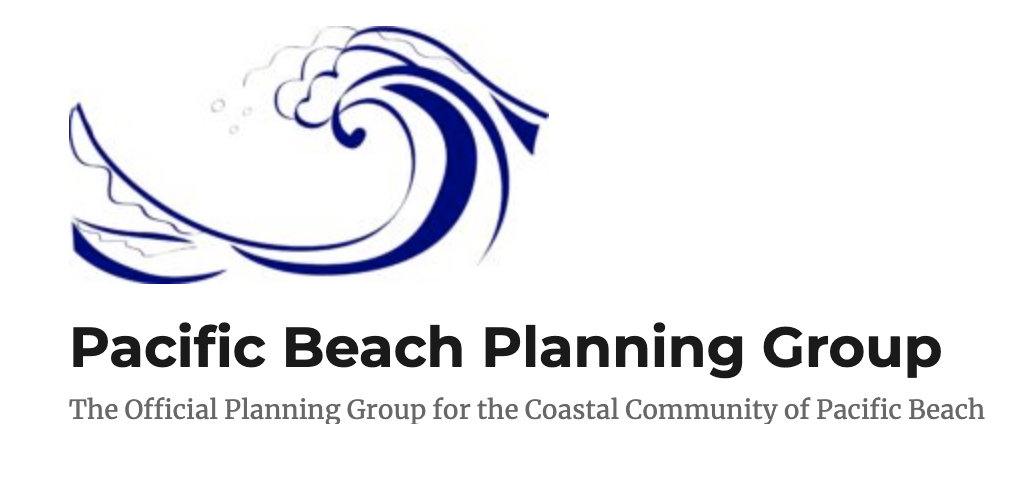 Pacific Beach Planning Group
The Official Planning Group for the Coastal Community of Pacific Beach